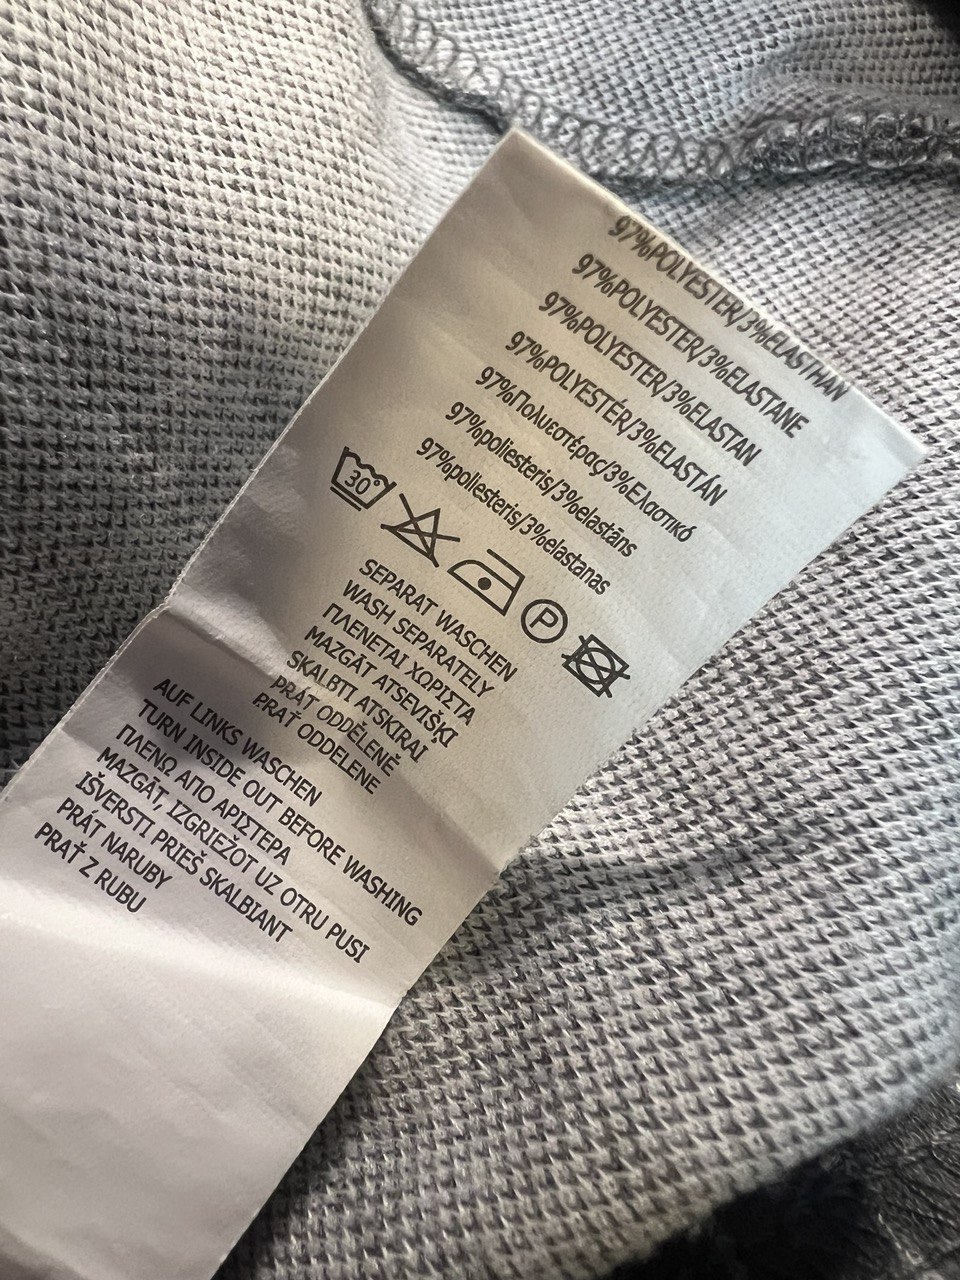 97%POLYESTER/3%ELASTHAN
97%POLYESTER/3%ELASTANE
97%POLYESTER/3%ELASTAN
97%POLYESTÉR/3%ELASTÁN
97%Πολυεστέρας/3%Ελαστικό
97%poliesteris/3%elastāns
97%poliesteris/3%elastanas
30
P
SEPARAT WASCHEN
WASH SEPARATELY
ΠΛΕΝΕΤΑΙ ΧΩΡΙΣΤΑ
MAZGĀT ATSEVIŠĶI
SKALBTI ATSKIRAI
PRÁT ODDĚLENĚ
PRAŤ ODDELENE
AUF LINKS WASCHEN
TURN INSIDE OUT BEFORE WASHING
ΠΛΕΝΩ ΑΠΟ ΑΡΙΣΤΕΡΑ
MAZGĀT, IZGRIEŽOT UZ OTRU PUSI
IŠVERSTI PRIEŠ SKALBIANT
PRÁT NARUBY
PRAŤ Z RUBU